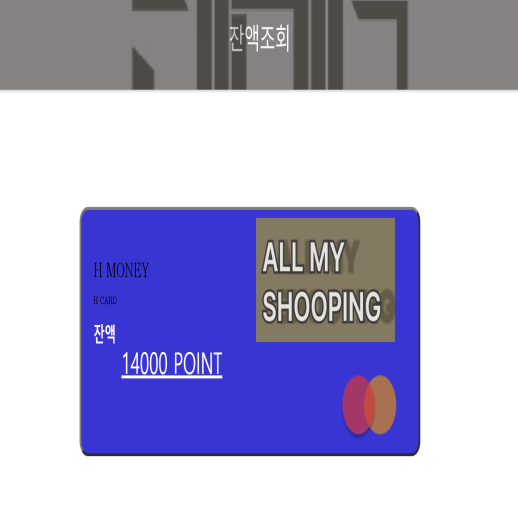 잔액조회
ALL MY
SHOOPING
H MONEY
H CARD
잔액
14000 POINT